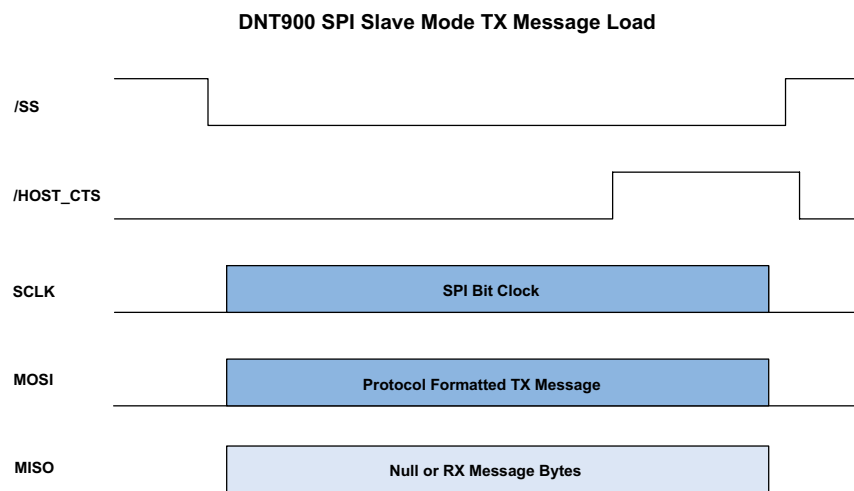 DNT900 SPI Slave Mode TX Message Load
/SS
/HOST_CTS
SCLK
SPI Bit Clock
MOSI
Protocol Formatted TX Message
MISO
Null or RX Message Bytes